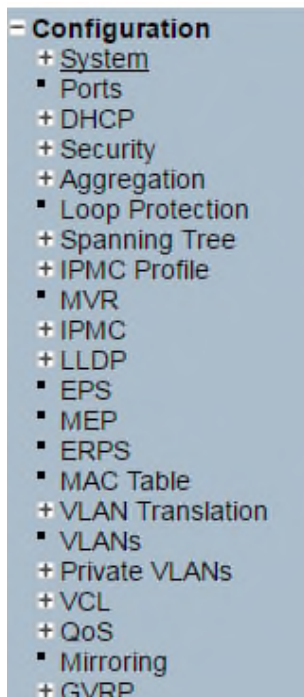 Configuration
System
Ports
DHCP
Security
Aggregation
Loop Protection
Spanning Tree
IPMC Profile
MVR
IPMC
LLDP
EPS
MEP
ERPS
MAC Table
VLAN Translation
VLANs
Private VLANs
VCL
QoS
Mirroring
GVRP